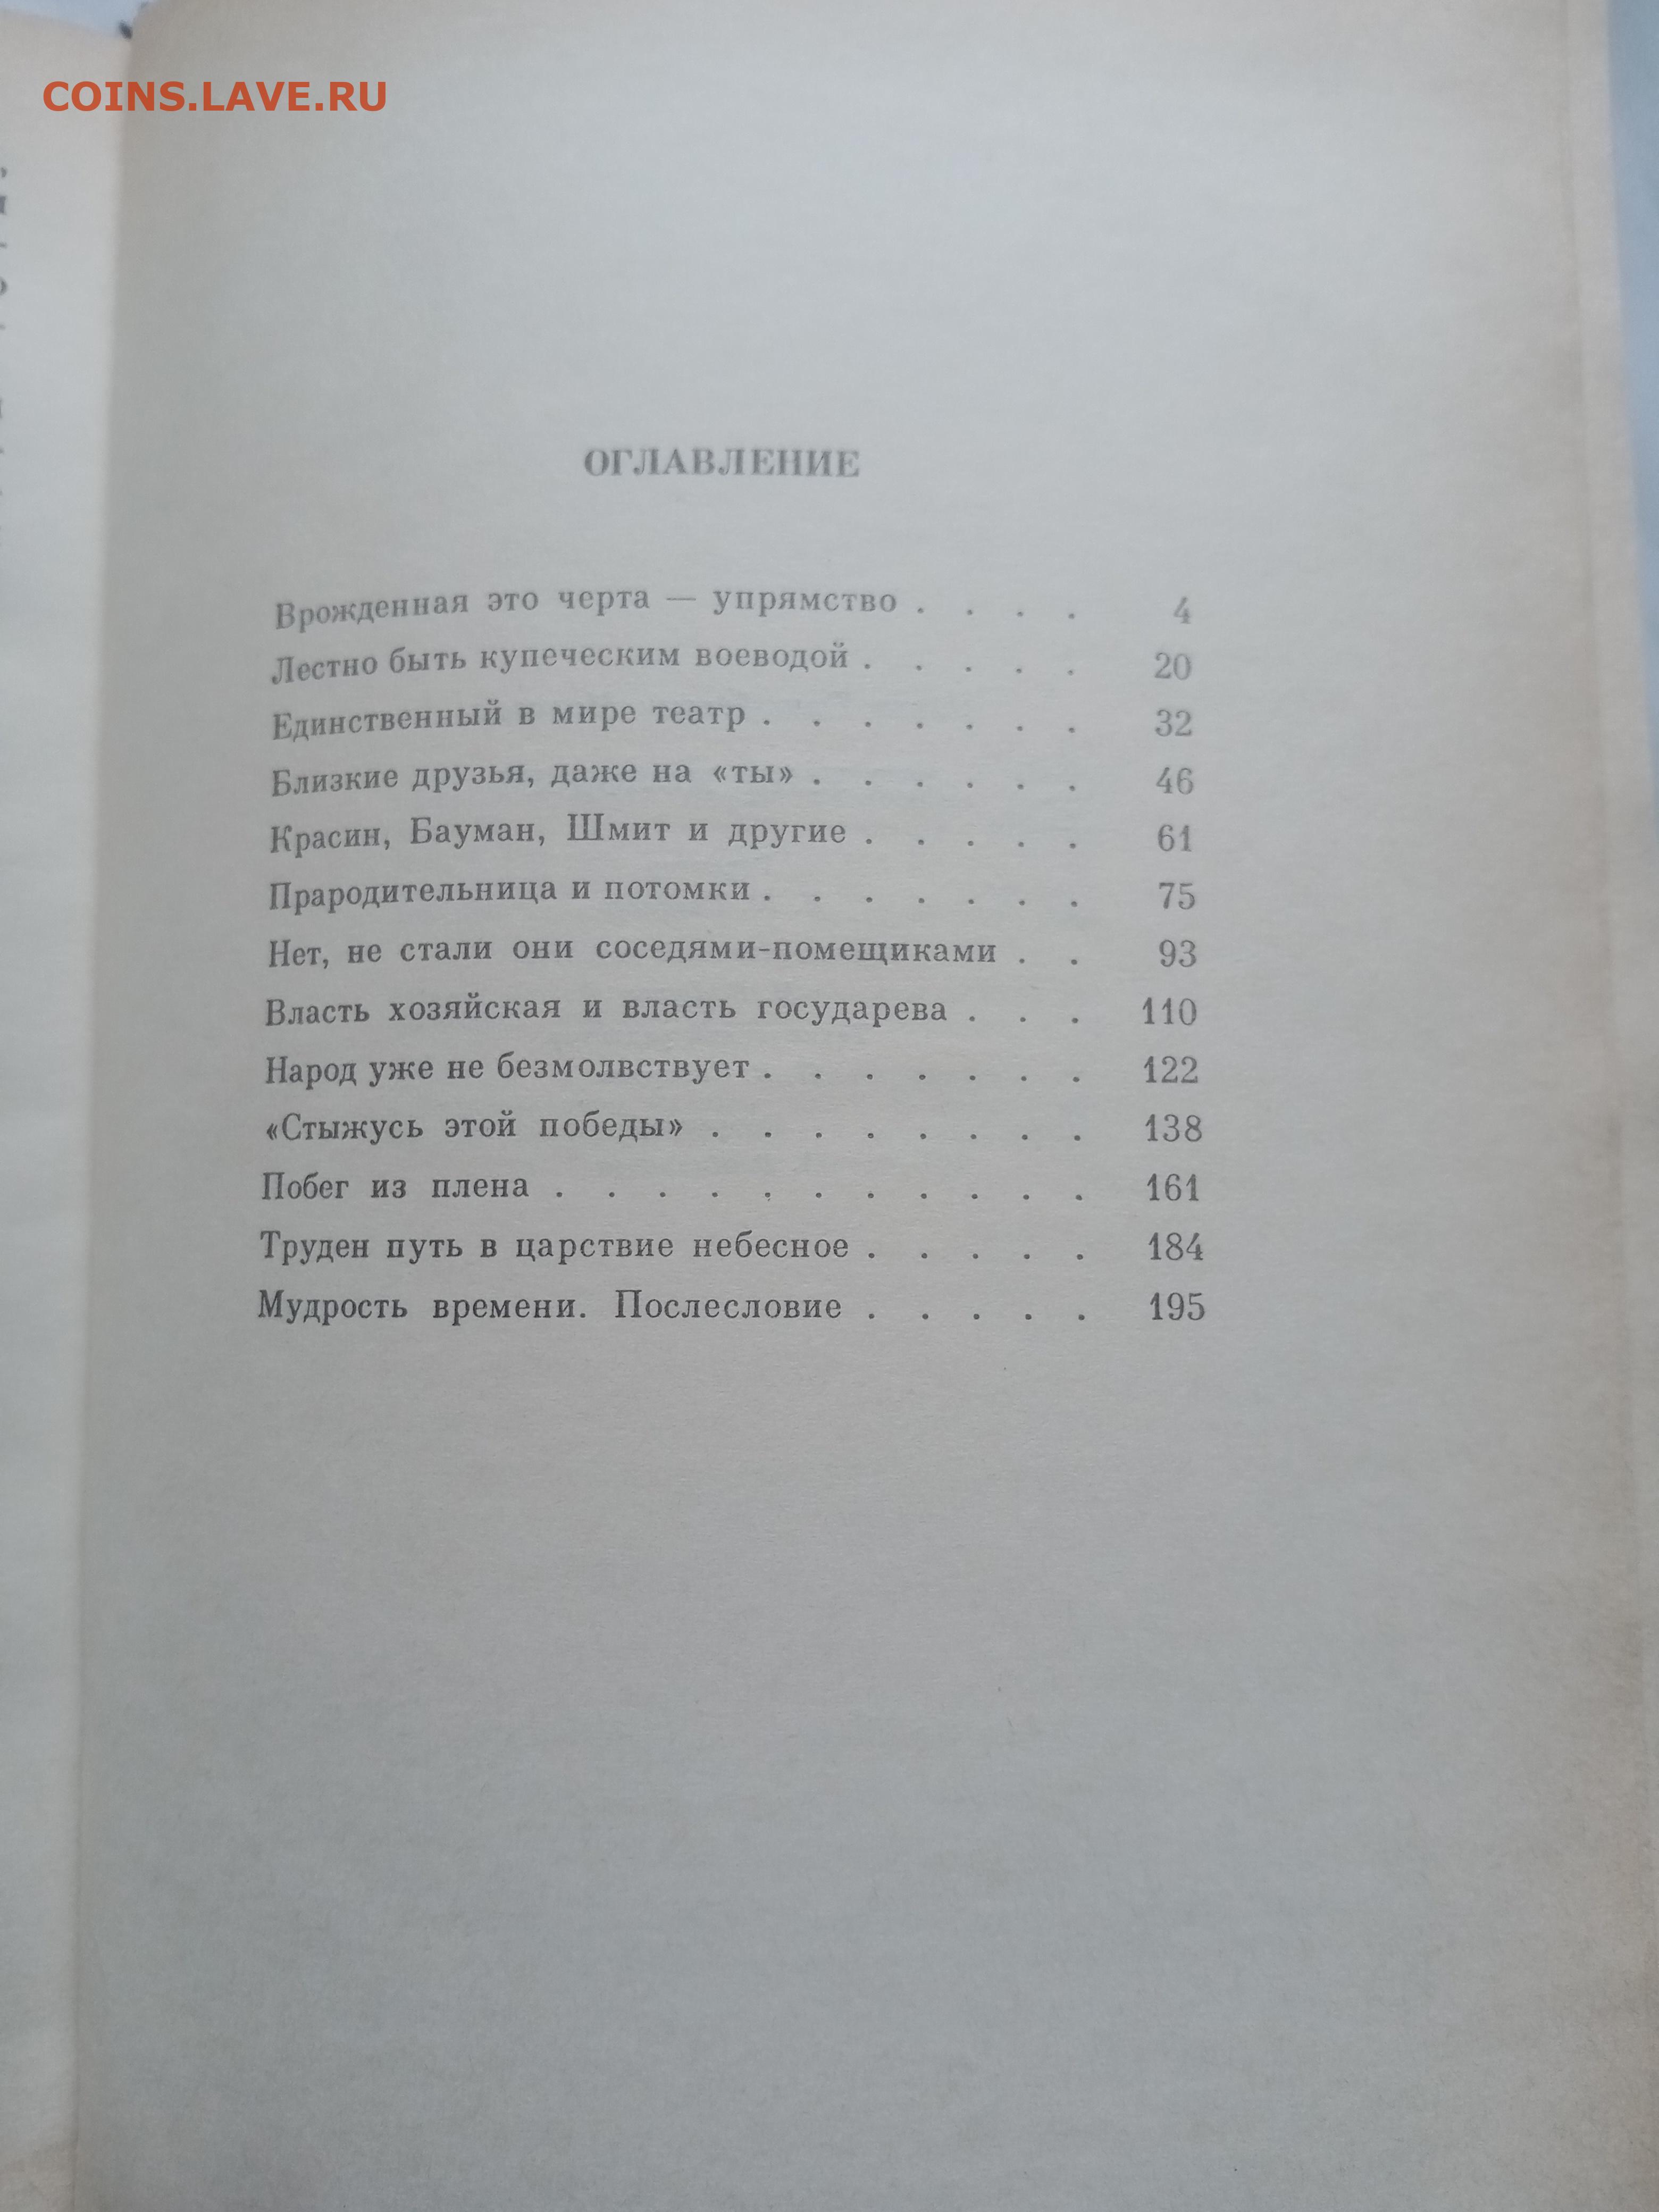 COINS.LAVE.RU
ОГЛАВЛЕНИЕ
Врожденная это черта — упрямство . . . . 4
Лестно быть купеческим воеводой . . . . . 20
Единственный в мире театр . . . . . . . 32
Близкие друзья, даже на «ты» . . . . . . 46
Красин, Бауман, Шмит и другие . . . . . 61
Прародительница и потомки . . . . . . . 75
Нет, не стали они соседями-помещиками . . 93
Власть хозяйская и власть государева . . . 110
Народ уже не безмолвствует . . . . . . . 122
«Стыжусь этой победы» . . . . . . . . 138
Побег из плена . . . . . . . . . . . 161
Труден путь в царствие небесное . . . . . 184
Мудрость времени. Послесловие . . . . . 195